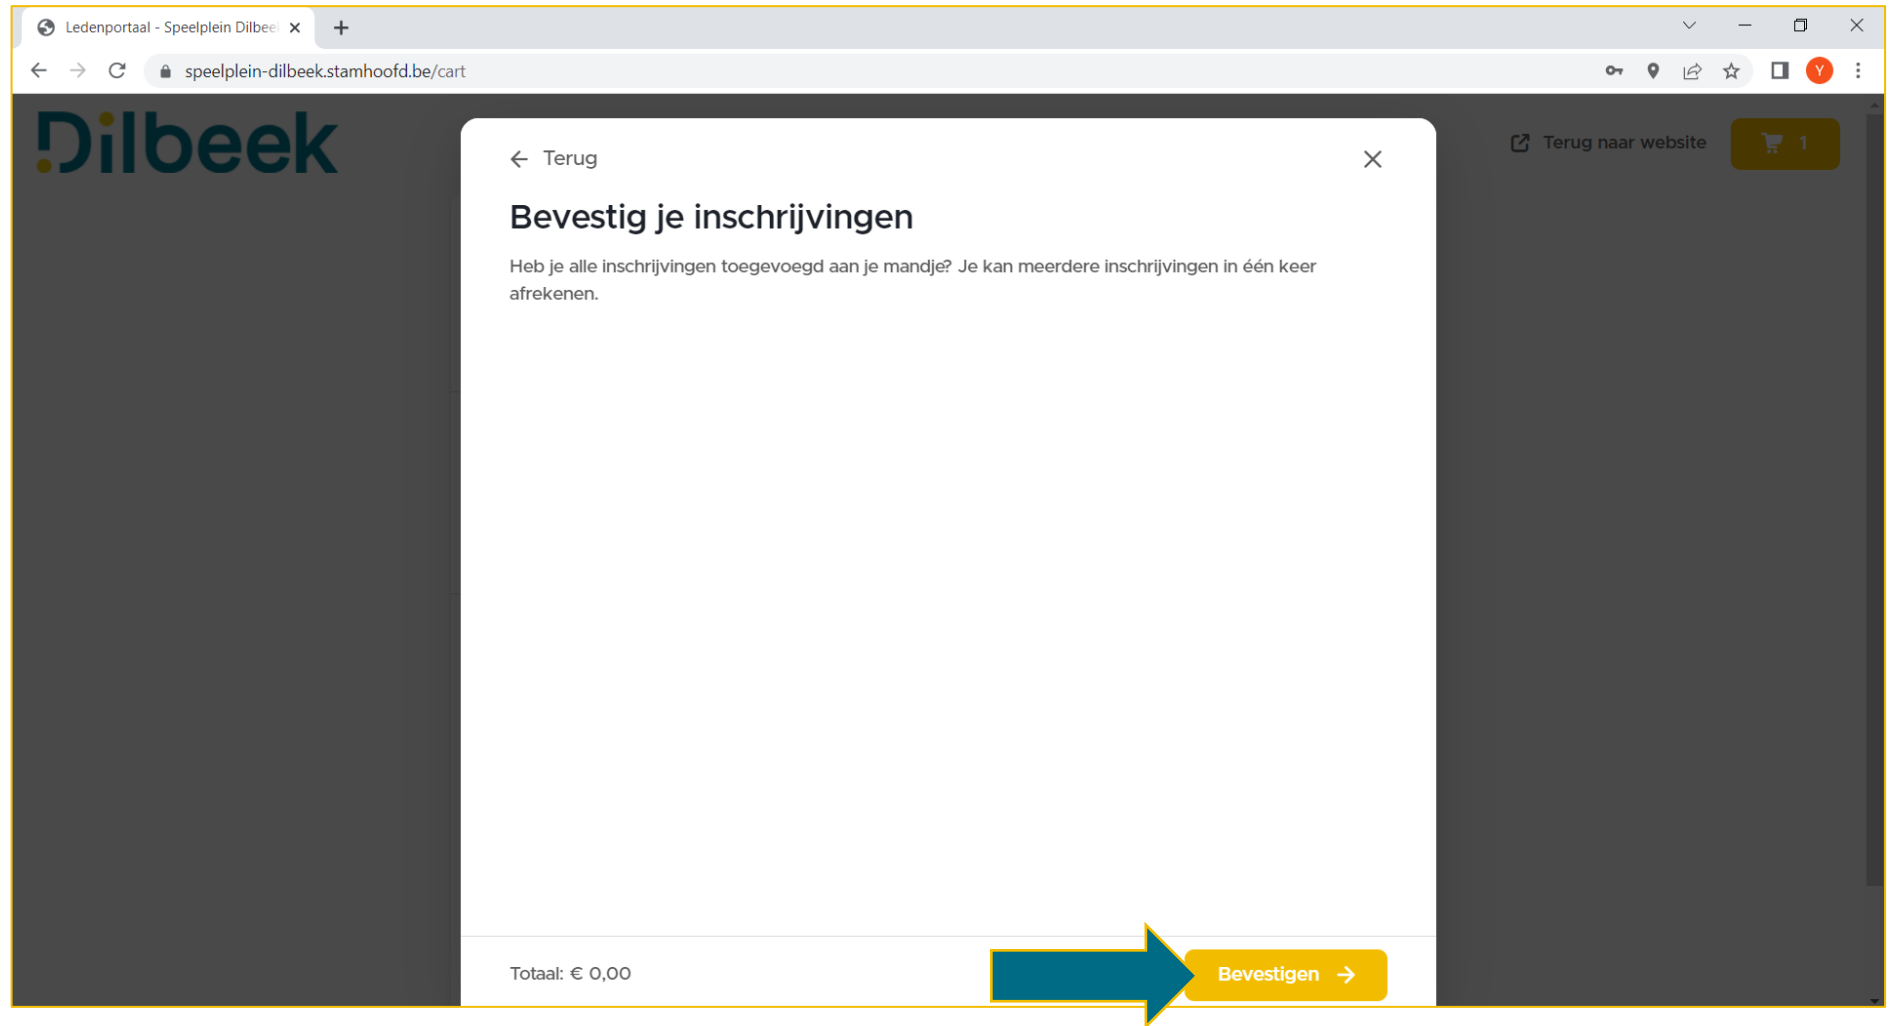 Ledenportaal - Speelplein Dilbee
speelplein-dilbeek.stamhoofd.be/cart
Y
Dilbeek
Terug naar website
1
Terug
Bevestig je inschrijvingen
Heb je alle inschrijvingen toegevoegd aan je mandje? Je kan meerdere inschrijvingen in één keer
afrekenen.
Totaal: € 0,00
Bevestigen